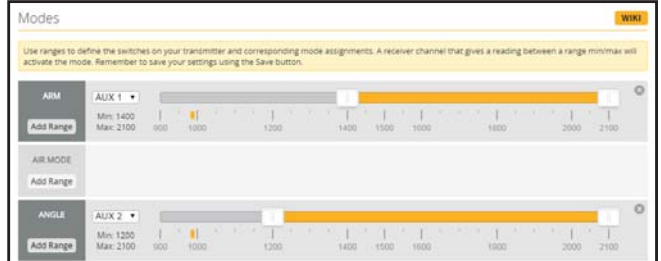 Modes
WIKI
Use ranges to define the switches on your transmitter and corresponding mode assignments. A receiver channel that gives a reading between a range min/max will
activate the mode. Remember to save your settings using the Save button.
ARM
AUX 1
Add Range
Min: 1400
Max: 2100
900 1000 1200 1400 1500 1600 1800 2000 2100
AIR MODE
Add Range
ANGLE
AUX 2
Add Range
Min: 1200
Max: 2100
900 1000 1200 1400 1500 1600 1800 2000 2100